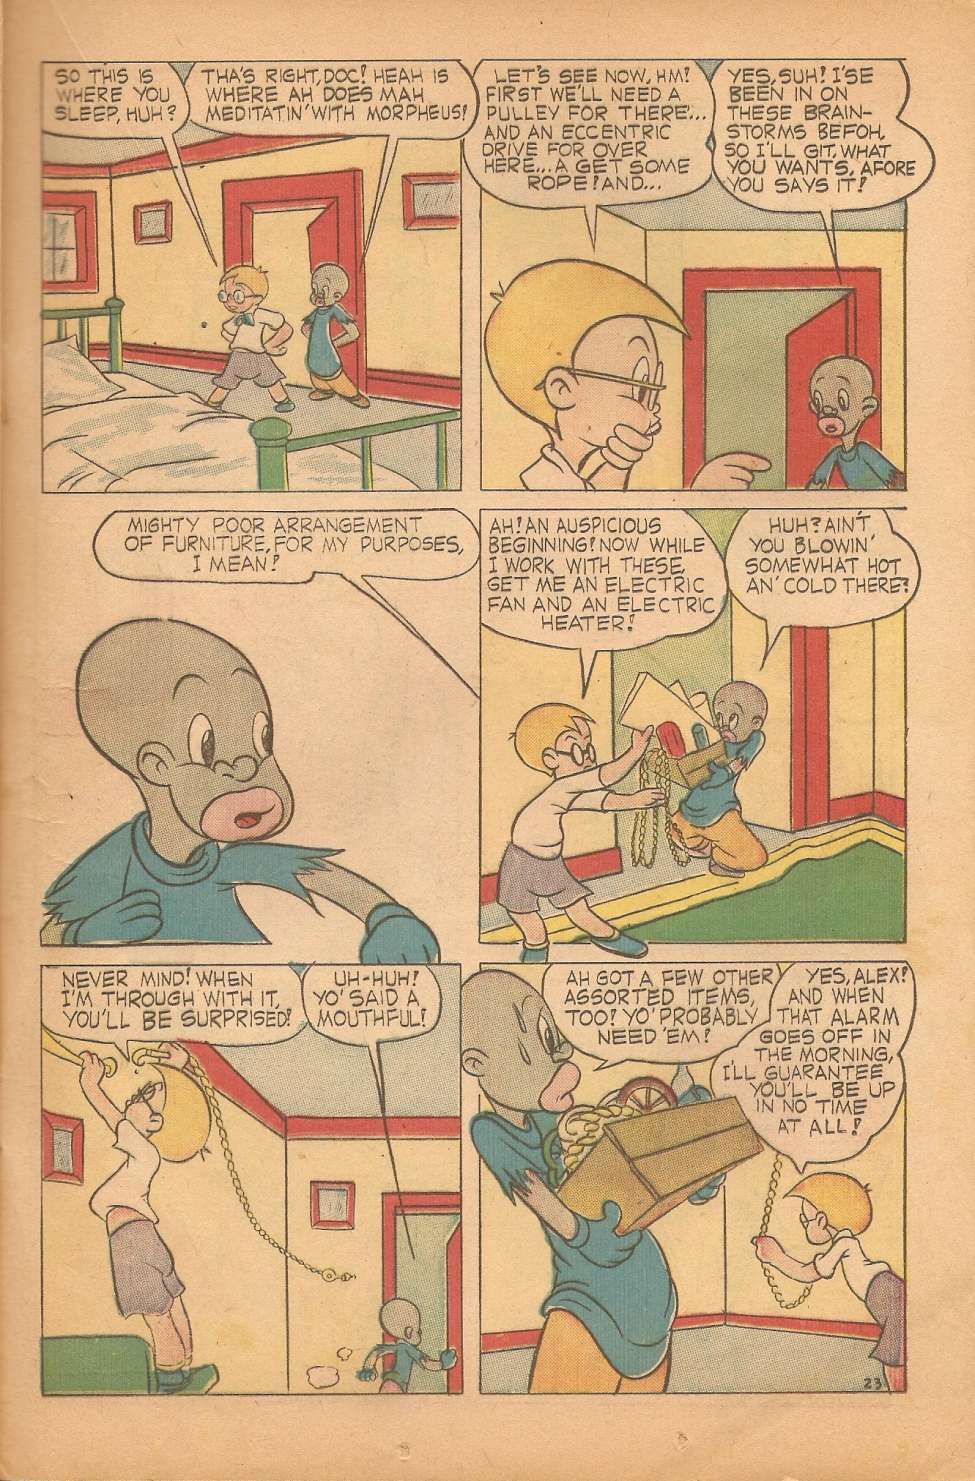 SO THIS IS
WHERE YOU
SLEEP, HUH?
THA'S RIGHT, DOC! HEAH IS
WHERE AH DOES MAH
MEDITATIN' WITH MORPHEUS!
LET'S SEE NOW, HM!
FIRST WE'LL NEED A
PULLEY FOR THERE...
AND AN ECCENTRIC
DRIVE FOR OVER
HERE... A GET SOME
ROPE! AND...
YES, SUH! I'SE
BEEN IN ON
THESE BRAIN-
STORMS BEFOH,
SO I'LL GIT, WHAT
YOU WANTS, AFORE
YOU SAYS IT!
MIGHTY POOR ARRANGEMENT
OF FURNITURE, FOR MY PURPOSES,
I MEAN!
AH! AN AUSPICIOUS
BEGINNING! NOW WHILE
I WORK WITH THESE,
GET ME AN ELECTRIC
FAN AND AN ELECTRIC
HEATER!
HUH? AIN'T
YOU BLOWIN'
SOMEWHAT HOT
AN' COLD THERE?
NEVER MIND! WHEN
I'M THROUGH WITH IT,
YOU'LL BE SURPRISED!
UH-HUH!
YO' SAID A
MOUTHFUL!
AH GOT A FEW OTHER
ASSORTED ITEMS,
TOO! YO' PROBABLY
NEED 'EM!
YES, ALEX!
AND WHEN
THAT ALARM
GOES OFF IN
THE MORNING,
I'LL GUARANTEE
YOU'LL BE UP
IN NO TIME
AT ALL!
23